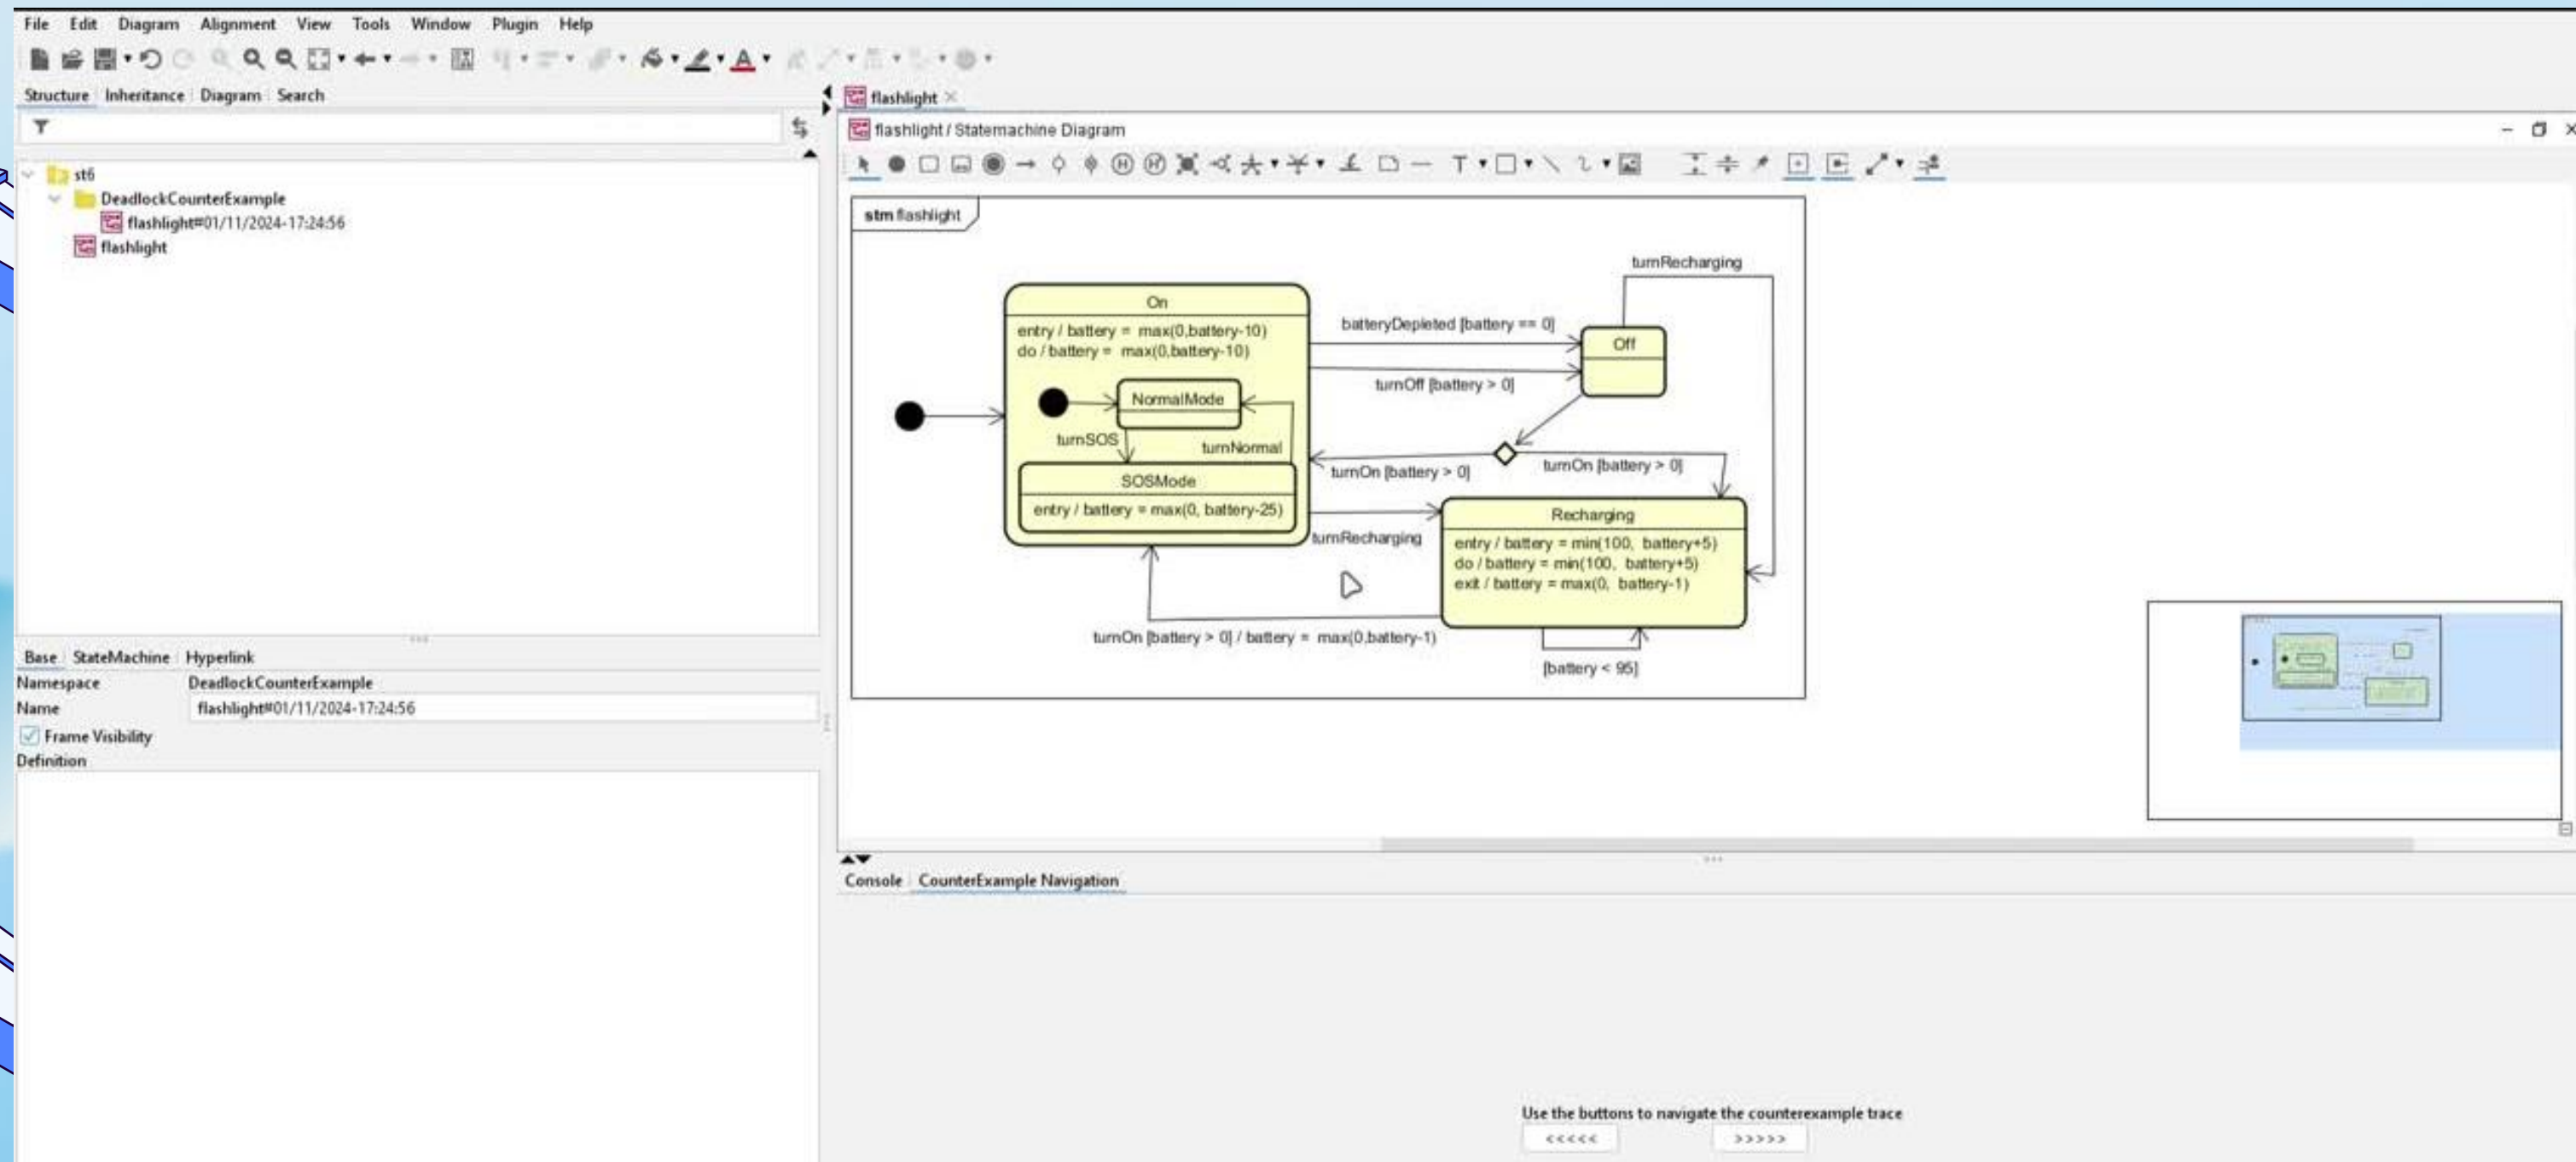 File Edit Diagram Alignment View Tools Window Plugin Help
Structure Inheritance Diagram Search
st6
DeadlockCounterExample
flashlight#01/11/2024-17:24:56
flashlight
Base StateMachine Hyperlink
Namespace DeadlockCounterExample
Name flashlight#01/11/2024-17:24:56
Frame Visibility
Definition
flashlight
flashlight / Statemachine Diagram
stm flashlight
turnRecharging
On
entry / battery = max(0,battery-10)
do / battery = max(0,battery-10)
batteryDepleted [battery == 0]
Off
turnOff [battery > 0]
NormalMode
turnSOS
turnNormal
turnOn [battery > 0]
turnOn [battery > 0]
SOSMode
entry / battery = max(0, battery-25)
turnRecharging
Recharging
entry / battery = min(100, battery+5)
do / battery = min(100, battery+5)
exit / battery = max(0, battery-1)
turnOn [battery > 0] / battery = max(0,battery-1)
[battery < 95]
Console CounterExample Navigation
Use the buttons to navigate the counterexample trace
<<<<< >>>>>